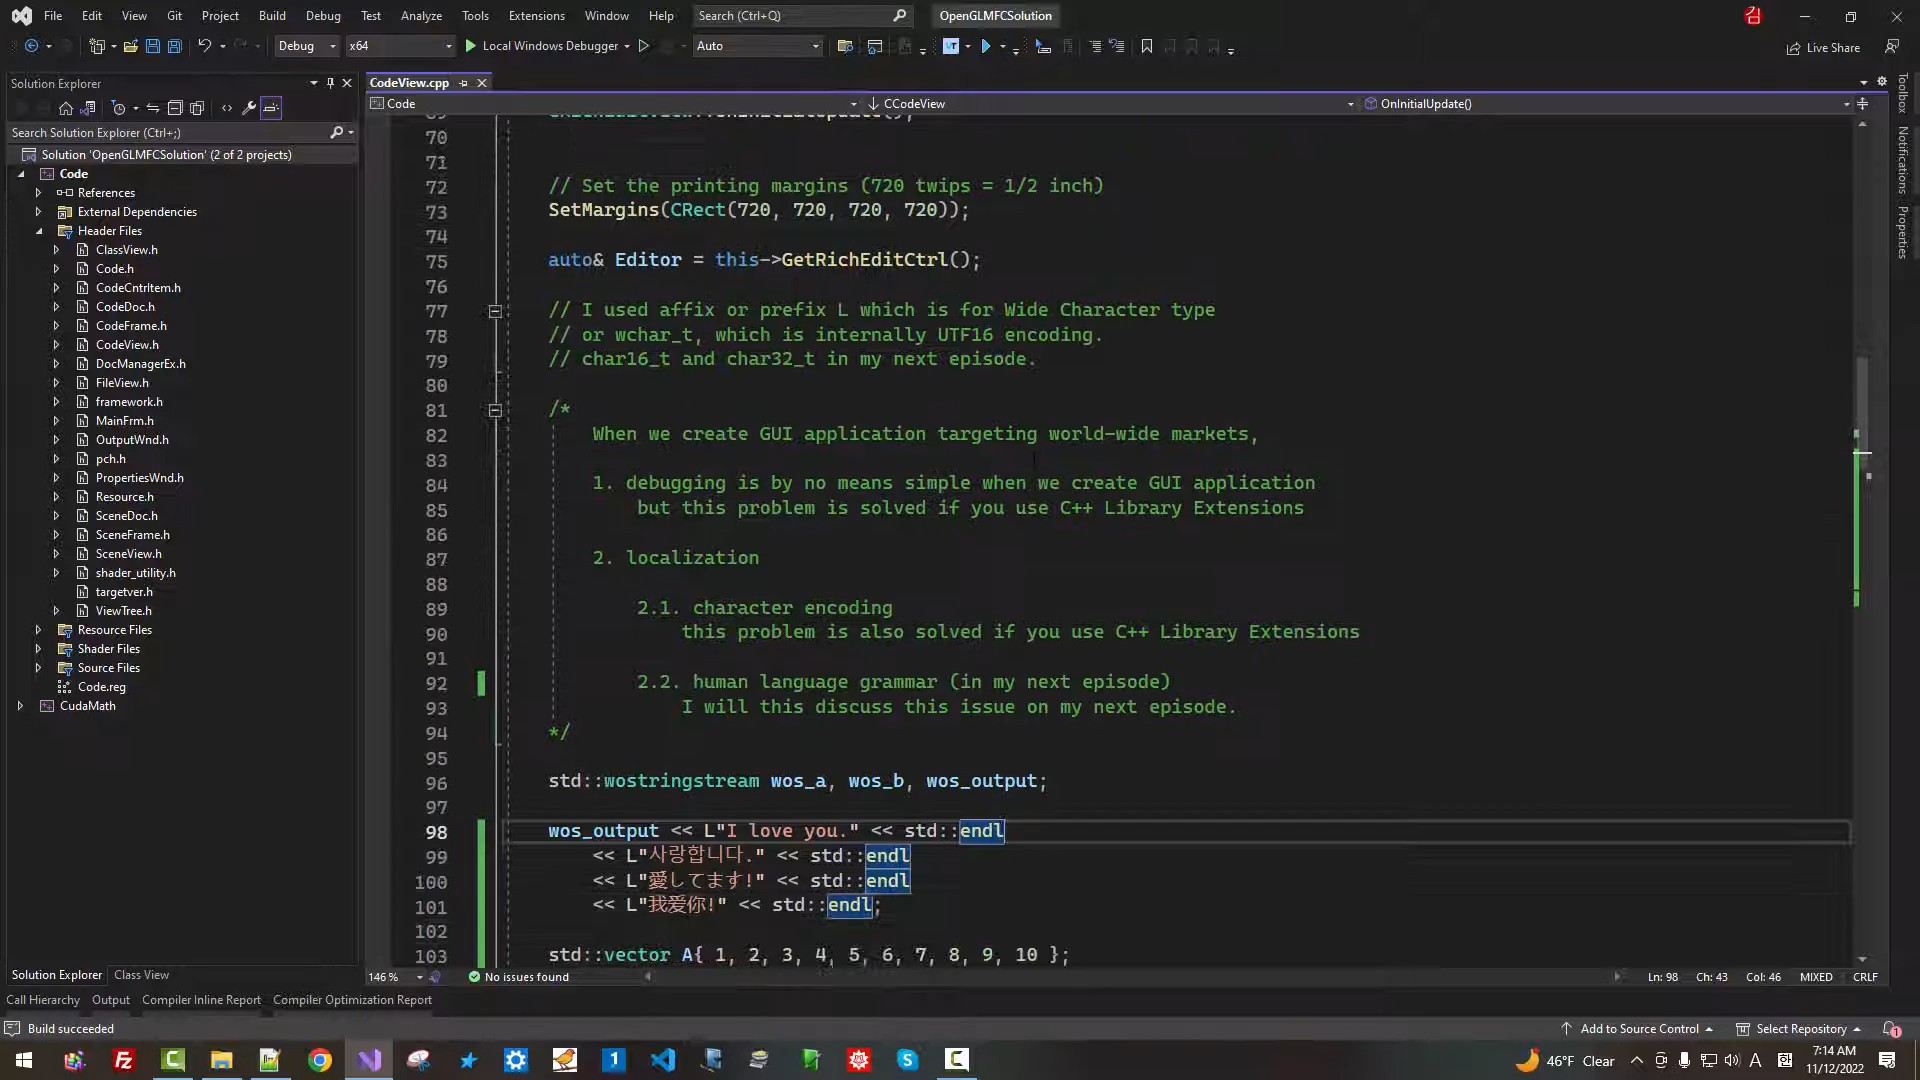 File Edit View Git Project Build Debug Test Analyze Tools Extensions Window Help Search (Ctrl+Q) OpenGLMFCSolution
Debug x64 Local Windows Debugger Auto Live Share
Solution Explorer
CodeView.cpp
Code CCodeView OnInitialUpdate()
Search Solution Explorer (Ctrl+;)
Solution 'OpenGLMFCSolution' (2 of 2 projects)
Code
References
External Dependencies
Header Files
ClassView.h
Code.h
CodeCntrItem.h
CodeDoc.h
CodeFrame.h
CodeView.h
DocManagerEx.h
FileView.h
framework.h
MainFrm.h
OutputWnd.h
pch.h
PropertiesWnd.h
Resource.h
SceneDoc.h
SceneFrame.h
SceneView.h
shader_utility.h
targetver.h
ViewTree.h
Resource Files
Shader Files
Source Files
Code.reg
CudaMath
Solution Explorer Class View
70
71
72 // Set the printing margins (720 twips = 1/2 inch)
73 SetMargins(CRect(720, 720, 720, 720));
74
75 auto& Editor = this->GetRichEditCtrl();
76
77 // I used affix or prefix L which is for Wide Character type
78 // or wchar_t, which is internally UTF16 encoding.
79 // char16_t and char32_t in my next episode.
80
81 /*
82 When we create GUI application targeting world-wide markets,
83
84 1. debugging is by no means simple when we create GUI application
85 but this problem is solved if you use C++ Library Extensions
86
87 2. localization
88
89 2.1. character encoding
90 this problem is also solved if you use C++ Library Extensions
91
92 2.2. human language grammar (in my next episode)
93 I will this discuss this issue on my next episode.
94 */
95
96 std::wostringstream wos_a, wos_b, wos_output;
97
98 wos_output << L"I love you." << std::endl
99 << L"사랑합니다." << std::endl
100 << L"愛してます!" << std::endl
101 << L"我爱你!" << std::endl;
102
103 std::vector A{ 1, 2, 3, 4, 5, 6, 7, 8, 9, 10 };
146 % No issues found Ln: 98 Ch: 43 Col: 46 MIXED CRLF
Toolbox
Notifications
Properties
Call Hierarchy Output Compiler Inline Report Compiler Optimization Report
Build succeeded Add to Source Control Select Repository 1
46°F Clear A 한 7:14 AM
11/12/2022